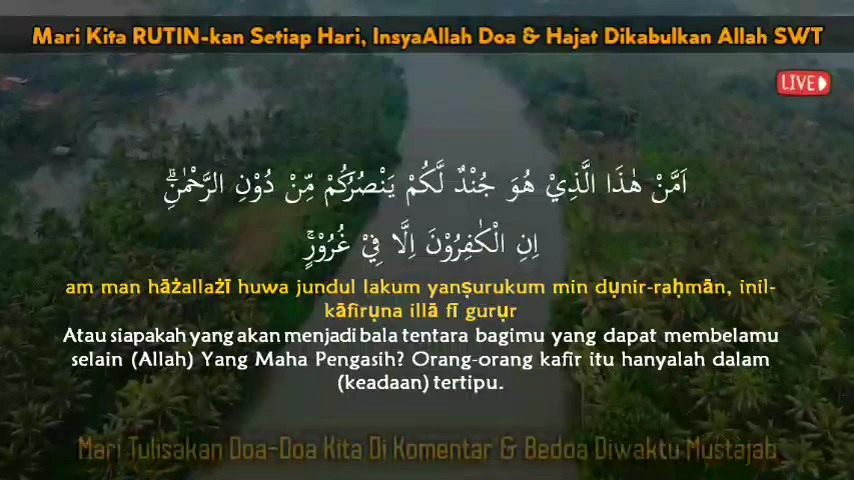 Mari Kita RUTIN-kan Setiap Hari, InsyaAllah Doa & Hajat Dikabulkan Allah SWT
LIVE
اَمَّنْ هٰذَا الَّذِيْ هُوَ جُنْدٌ لَّكُمْ يَنْصُرُكُمْ مِّنْ دُوْنِ الرَّحْمٰنِۗ
اِنِ الْكٰفِرُوْنَ اِلَّا فِيْ غُرُوْرٍۚ
am man hāżallażī huwa jundul lakum yanṣurukum min dụnir-raḥmān, inil-
kāfirụna illā fī gurụr
Atau siapakah yang akan menjadi bala tentara bagimu yang dapat membelamu
selain (Allah) Yang Maha Pengasih? Orang-orang kafir itu hanyalah dalam
(keadaan) tertipu.
Mari Tulisakan Doa-Doa Kita Di Komentar & Bedoa Diwaktu Mustajab